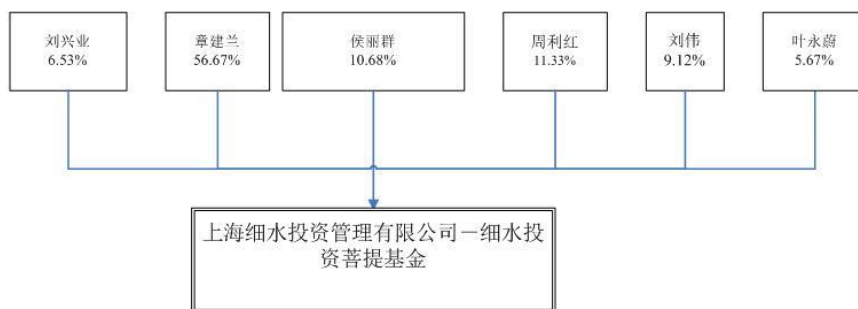 刘兴业
6.53%
章建兰
56.67%
侯丽群
10.68%
周利红
11.33%
刘伟
9.12%
叶永蔚
5.67%
上海细水投资管理有限公司－细水投
资菩提基金